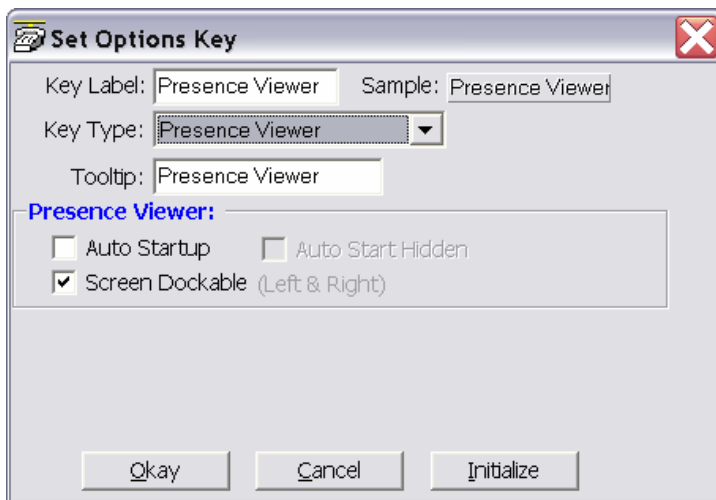 Set Options Key
Key Label: Presence Viewer Sample: Presence Viewer
Key Type: Presence Viewer
Tooltip: Presence Viewer
Presence Viewer:
Auto Startup Auto Start Hidden
Screen Dockable (Left & Right)
Okay Cancel Initialize